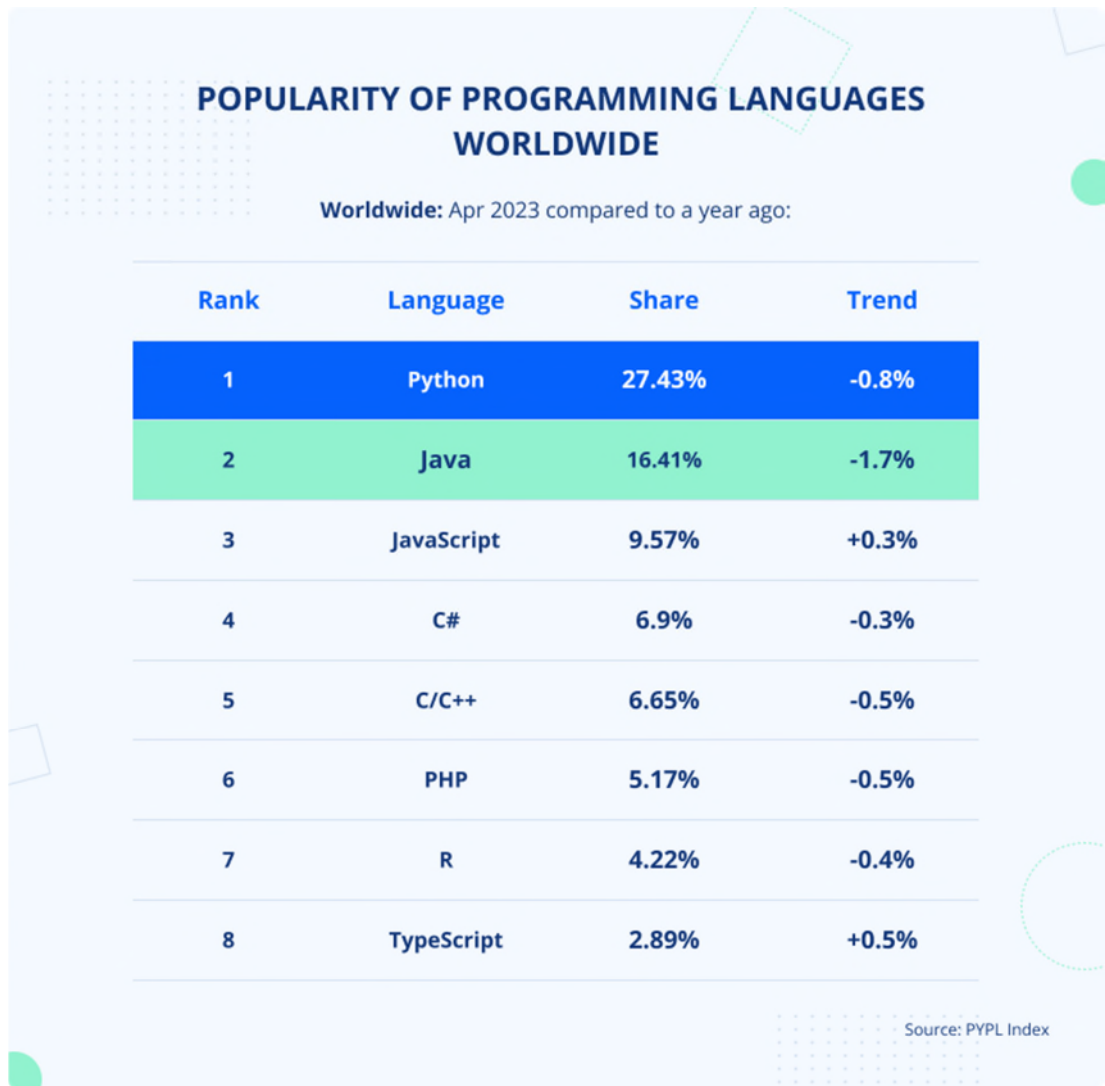 POPULARITY OF PROGRAMMING LANGUAGES
WORLDWIDE
Worldwide: Apr 2023 compared to a year ago:
Rank Language Share Trend
1 Python 27.43% -0.8%
2 Java 16.41% -1.7%
3 JavaScript 9.57% +0.3%
4 C# 6.9% -0.3%
5 C/C++ 6.65% -0.5%
6 PHP 5.17% -0.5%
7 R 4.22% -0.4%
8 TypeScript 2.89% +0.5%
Source: PYPL Index